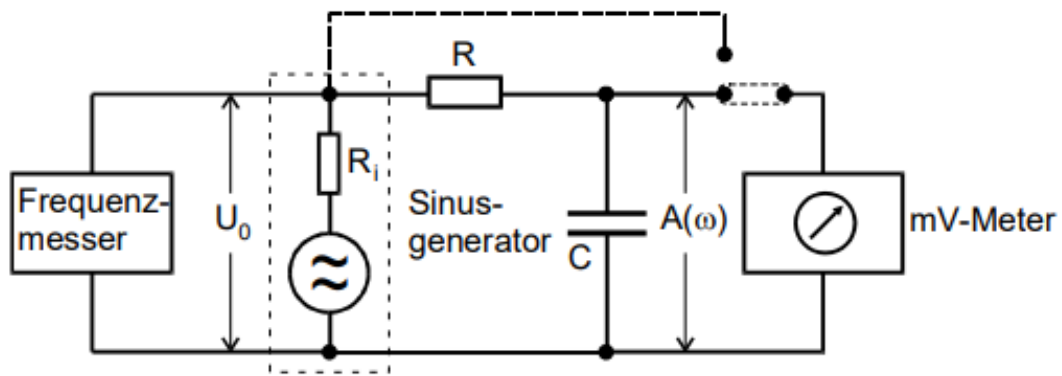 R
Frequenz-
messer
U₀
Rᵢ
Sinus-
generator
C
A(ω)
mV-Meter